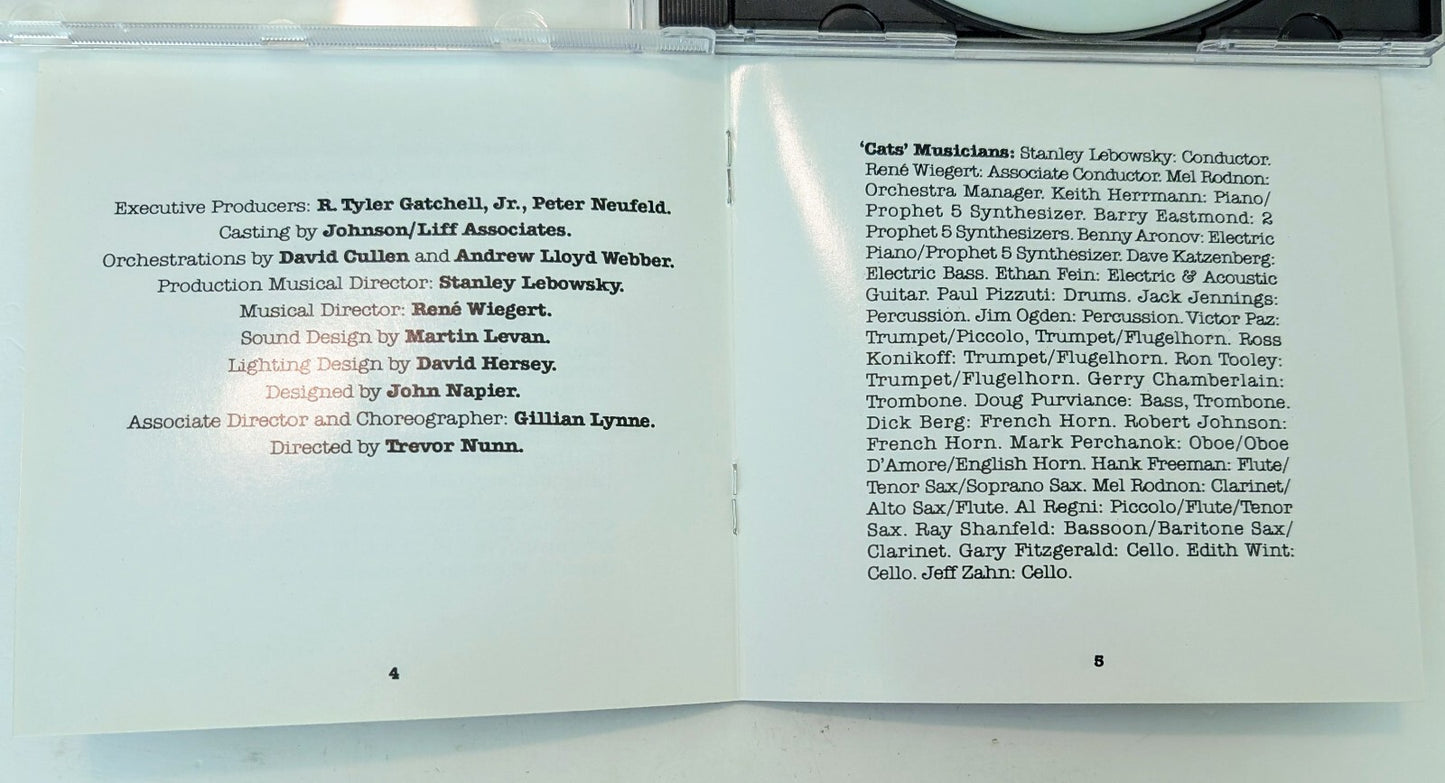 Executive Producers: R. Tyler Gatchell, Jr., Peter Neufeld.
Casting by Johnson/Liff Associates.
Orchestrations by David Cullen and Andrew Lloyd Webber.
Production Musical Director: Stanley Lebowsky.
Musical Director: René Wiegert.
Sound Design by Martin Levan.
Lighting Design by David Hersey.
Designed by John Napier.
Associate Director and Choreographer: Gillian Lynne.
Directed by Trevor Nunn.
4
‘Cats’ Musicians: Stanley Lebowsky: Conductor.
René Wiegert: Associate Conductor. Mel Rodnon:
Orchestra Manager. Keith Herrmann: Piano/
Prophet 5 Synthesizer. Barry Eastmond: 2
Prophet 5 Synthesizers. Benny Aronov: Electric
Piano/Prophet 5 Synthesizer. Dave Katzenberg:
Electric Bass. Ethan Fein: Electric & Acoustic
Guitar. Paul Pizzuti: Drums. Jack Jennings:
Percussion. Jim Ogden: Percussion. Victor Paz:
Trumpet/Piccolo, Trumpet/Flugelhorn. Ross
Konikoff: Trumpet/Flugelhorn. Ron Tooley:
Trumpet/Flugelhorn. Gerry Chamberlain:
Trombone. Doug Purviance: Bass, Trombone.
Dick Berg: French Horn. Robert Johnson:
French Horn. Mark Perchanok: Oboe/Oboe
D’Amore/English Horn. Hank Freeman: Flute/
Tenor Sax/Soprano Sax. Mel Rodnon: Clarinet/
Alto Sax/Flute. Al Regni: Piccolo/Flute/Tenor
Sax. Ray Shanfeld: Bassoon/Baritone Sax/
Clarinet. Gary Fitzgerald: Cello. Edith Wint:
Cello. Jeff Zahn: Cello.
5